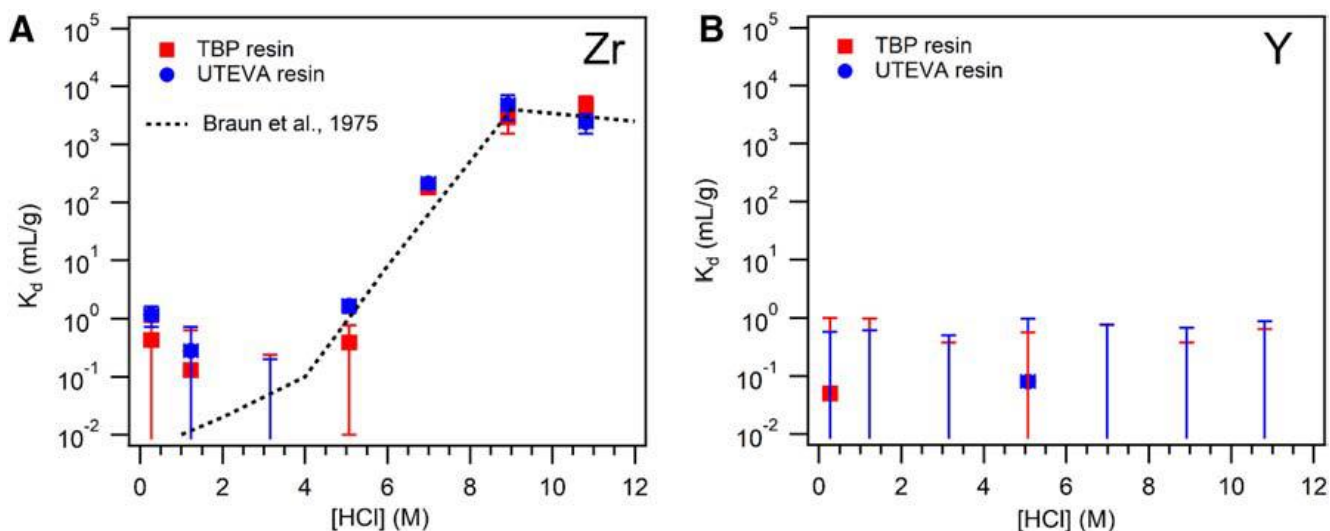 A
Zr
TBP resin
UTEVA resin
Braun et al., 1975
10^5
10^4
10^3
10^2
10^1
10^0
10^-1
10^-2
K_d (mL/g)
0 2 4 6 8 10 12
[HCl] (M)
B
Y
TBP resin
UTEVA resin
10^5
10^4
10^3
10^2
10^1
10^0
10^-1
10^-2
K_d (mL/g)
0 2 4 6 8 10 12
[HCl] (M)